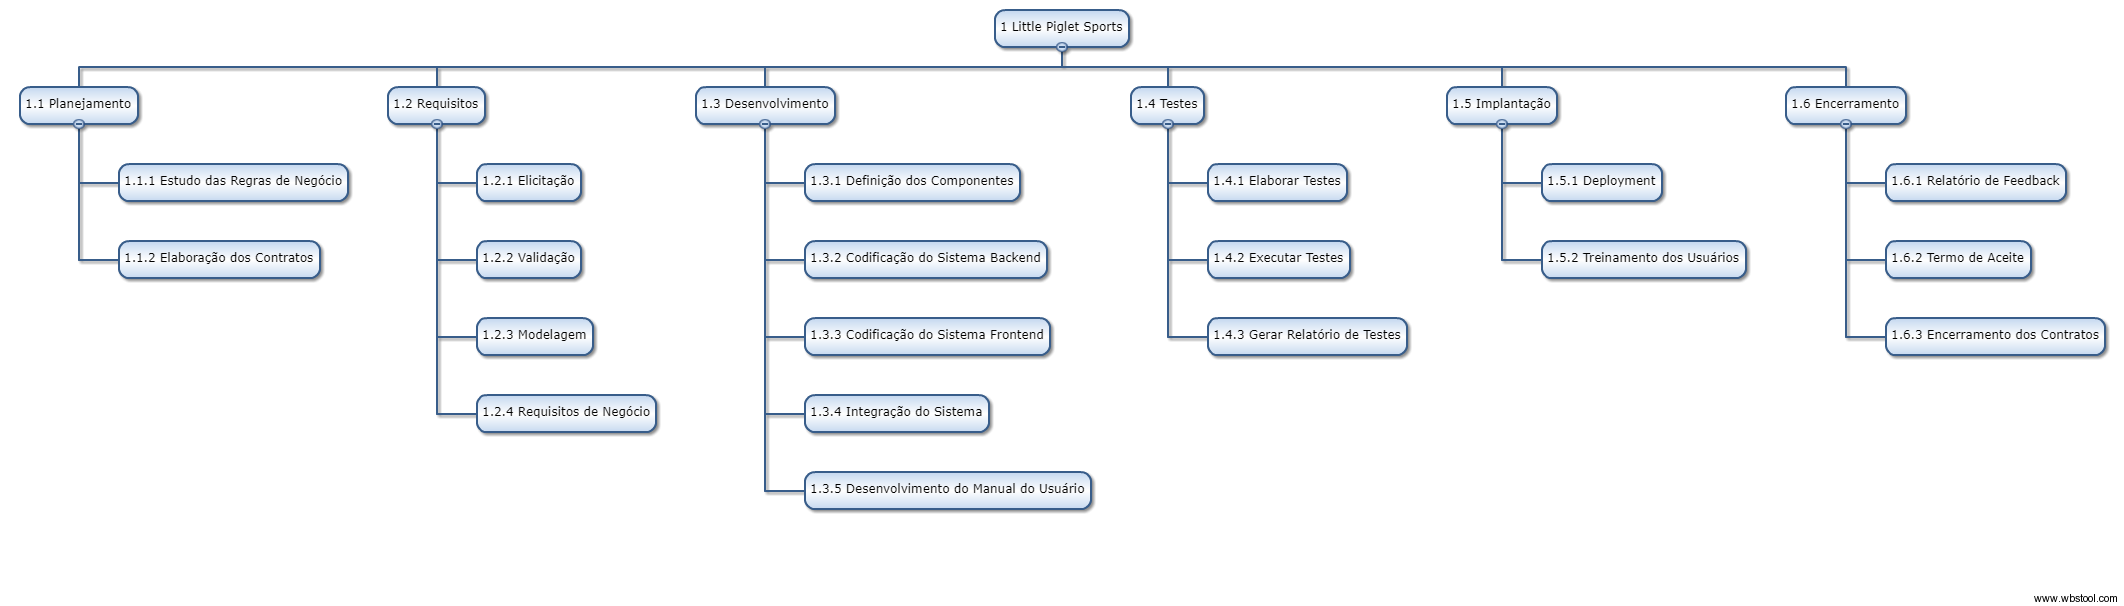 1 Little Piglet Sports
1.1 Planejamento
1.1.1 Estudo das Regras de Negócio
1.1.2 Elaboração dos Contratos
1.2 Requisitos
1.2.1 Elicitação
1.2.2 Validação
1.2.3 Modelagem
1.2.4 Requisitos de Negócio
1.3 Desenvolvimento
1.3.1 Definição dos Componentes
1.3.2 Codificação do Sistema Backend
1.3.3 Codificação do Sistema Frontend
1.3.4 Integração do Sistema
1.3.5 Desenvolvimento do Manual do Usuário
1.4 Testes
1.4.1 Elaborar Testes
1.4.2 Executar Testes
1.4.3 Gerar Relatório de Testes
1.5 Implantação
1.5.1 Deployment
1.5.2 Treinamento dos Usuários
1.6 Encerramento
1.6.1 Relatório de Feedback
1.6.2 Termo de Aceite
1.6.3 Encerramento dos Contratos
www.wbstool.com